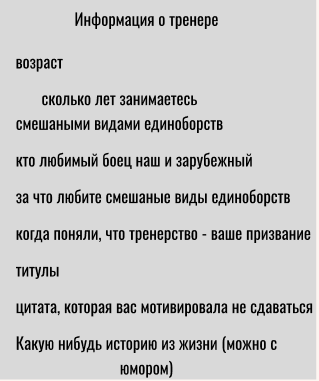 Информация о тренере
возраст
сколько лет занимаетесь
смешаными видами единоборств
кто любимый боец наш и зарубежный
за что любите смешаные виды единоборств
когда поняли, что тренерство - ваше призвание
титулы
цитата, которая вас мотивировала не сдаваться
Какую нибудь историю из жизни (можно с
юмором)